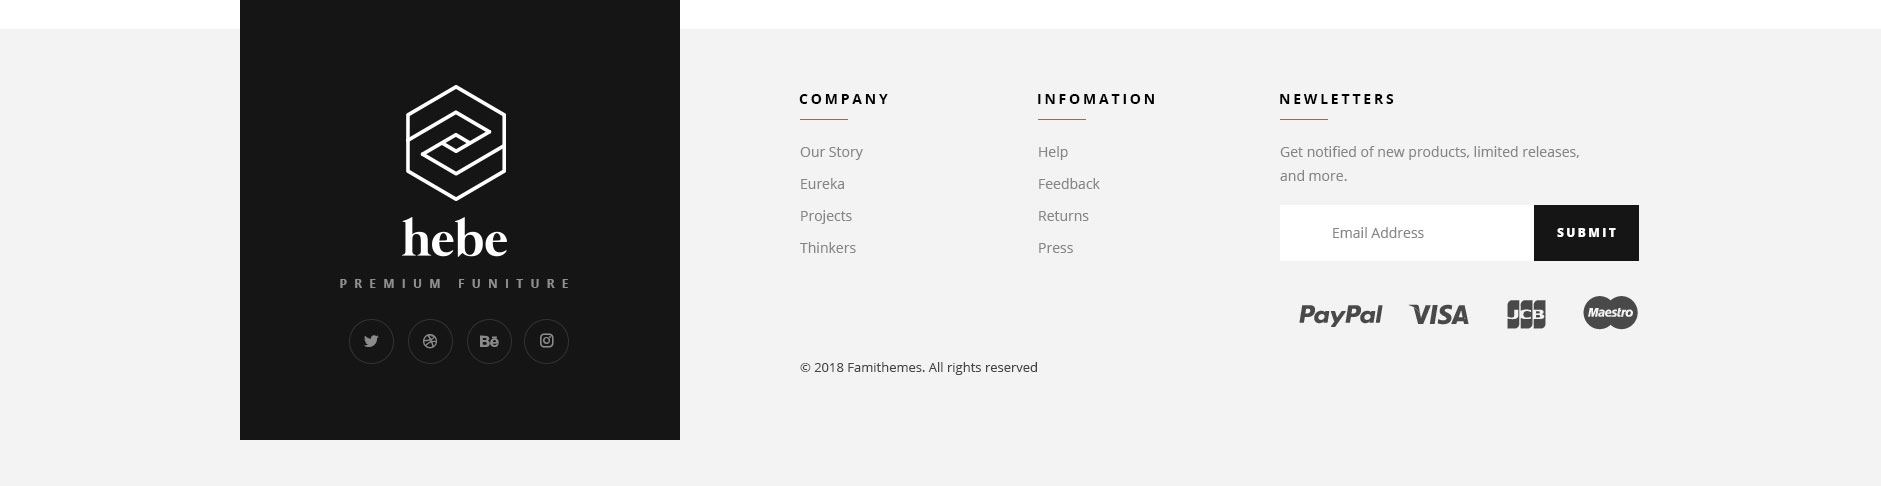 hebe
PREMIUM FUNITURE
Bē
COMPANY
Our Story
Eureka
Projects
Thinkers
INFOMATION
Help
Feedback
Returns
Press
NEWLETTERS
Get notified of new products, limited releases,
and more.
Email Address
SUBMIT
PayPal VISA JCB Maestro
© 2018 Famithemes. All rights reserved